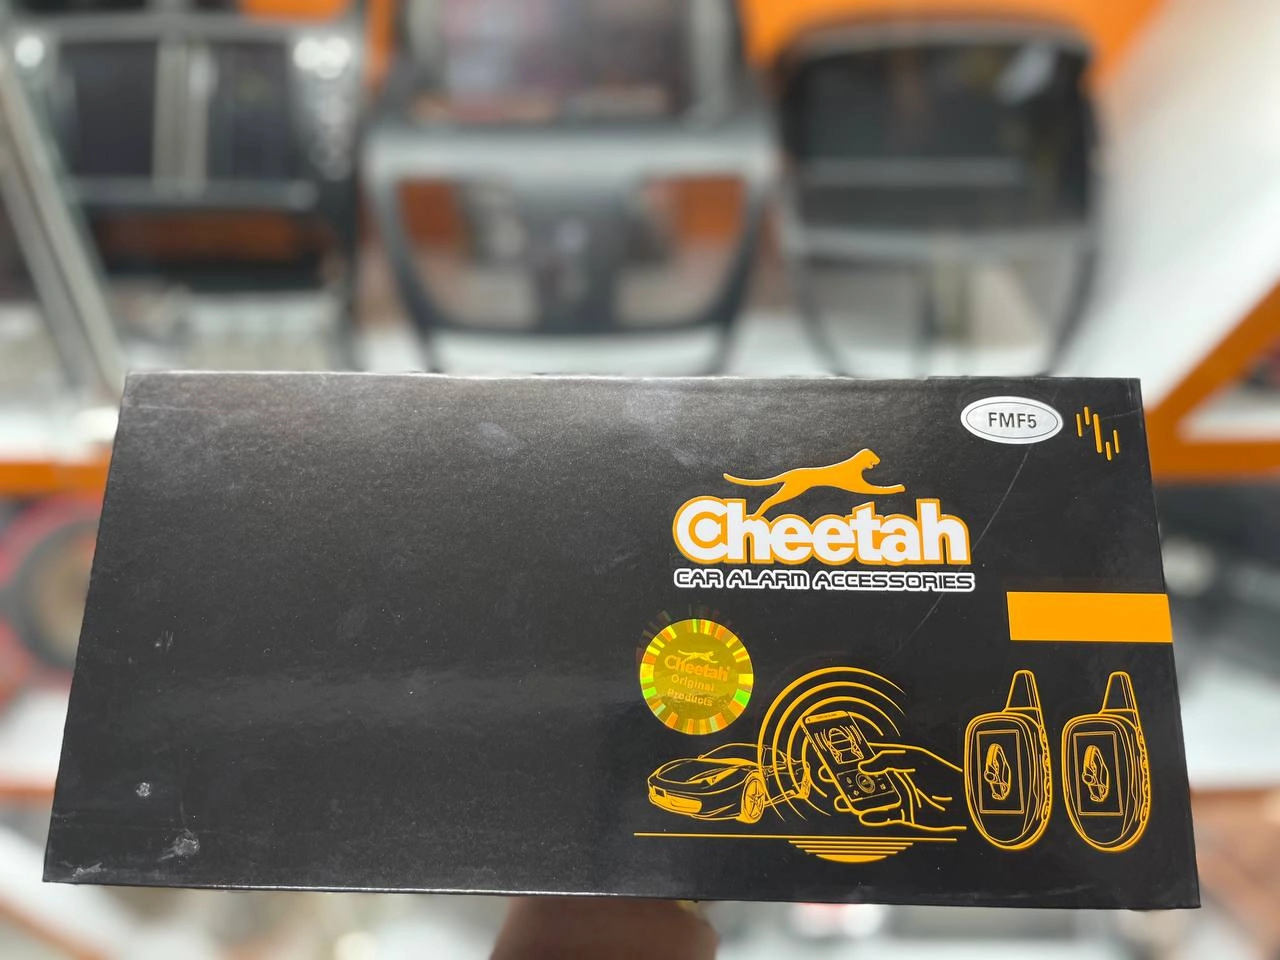 FMF5
Cheetah
CAR ALARM ACCESSORIES
Cheetah
Original
Products